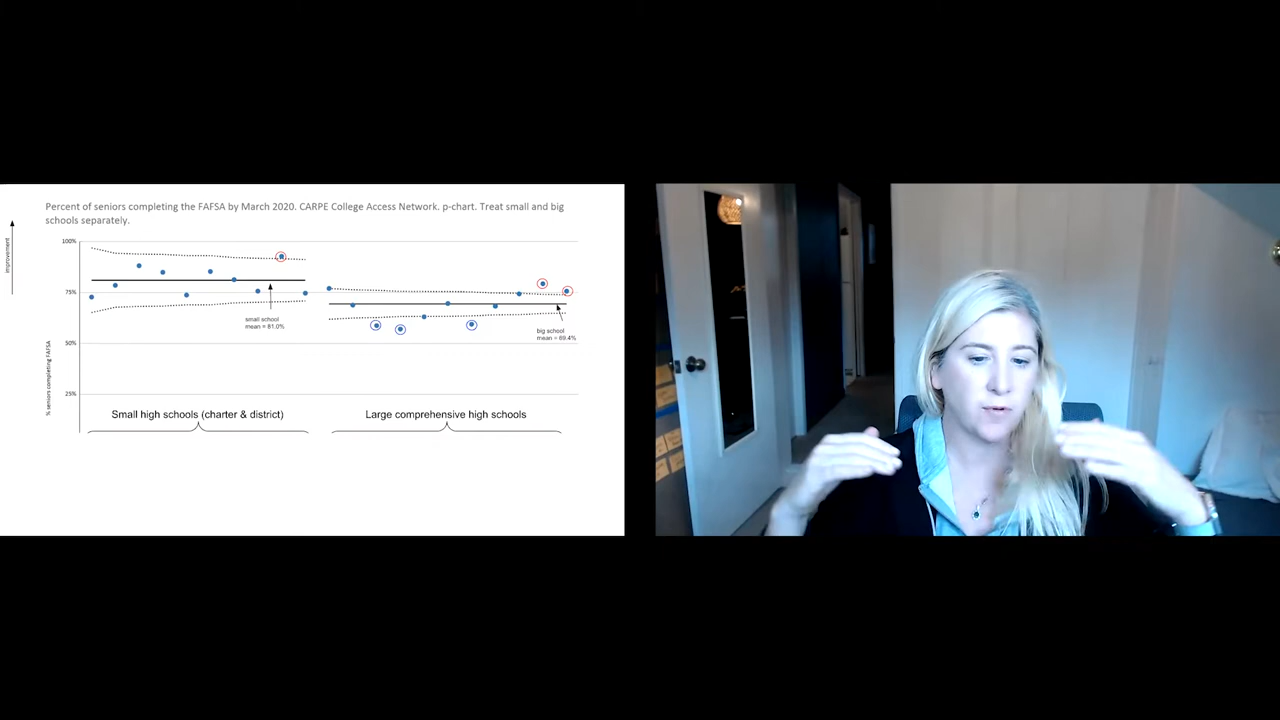 Percent of seniors completing the FAFSA by March 2020. CARPE College Access Network. p-chart. Treat small and big
schools separately.
improvement
100%
75%
50%
25%
% seniors completing FAFSA
small school
mean = 81.0%
big school
mean = 69.4%
Small high schools (charter & district)
Large comprehensive high schools